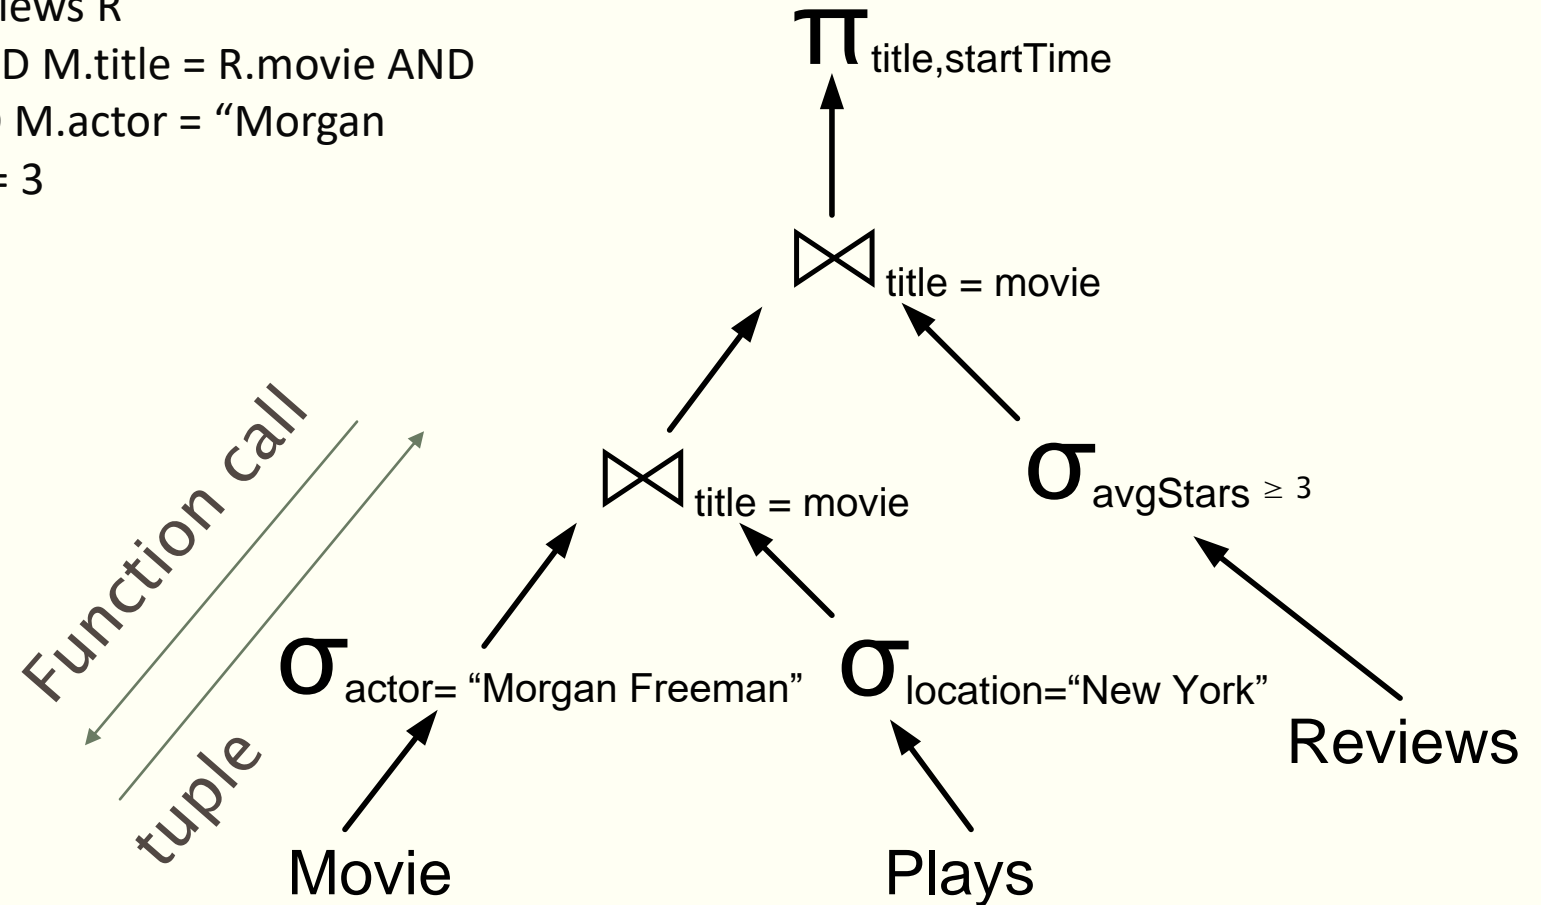 iews R
D M.title = R.movie AND
M.actor = “Morgan
= 3
π title,startTime
⋈ title = movie
⋈ title = movie
σ avgStars ≥ 3
Function call
tuple
σ actor= “Morgan Freeman”
σ location=“New York”
Reviews
Movie
Plays